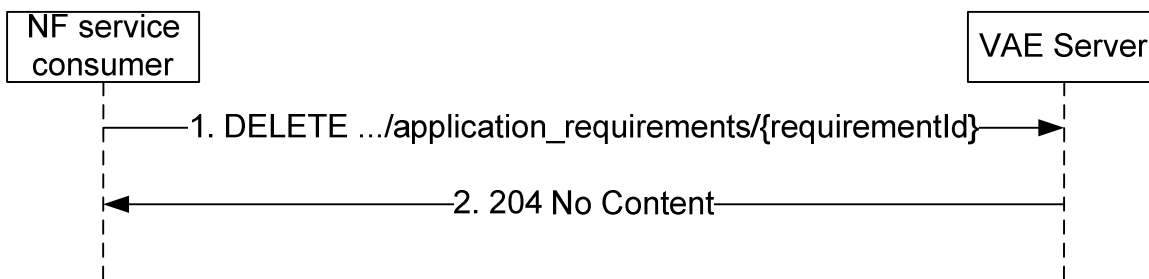 NF service
consumer
VAE Server
1. DELETE .../application_requirements/{requirementId}
2. 204 No Content